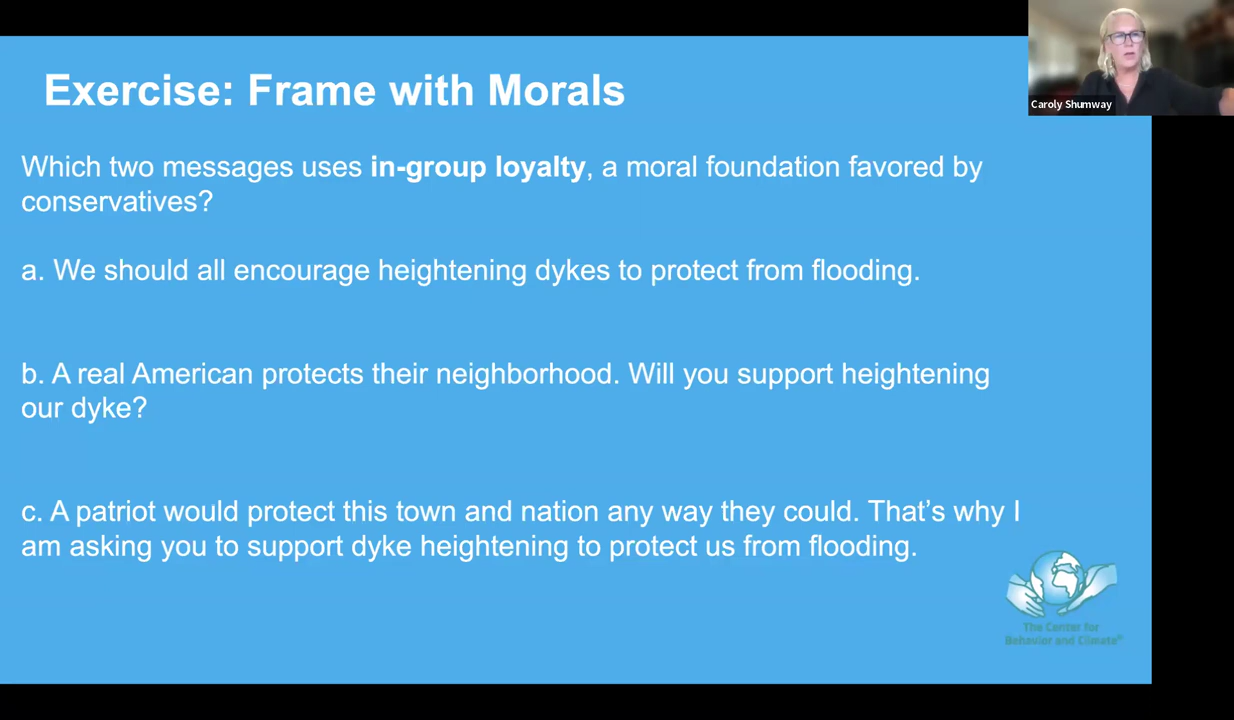 Exercise: Frame with Morals
Caroly Shumway
Which two messages uses in-group loyalty, a moral foundation favored by
conservatives?
a. We should all encourage heightening dykes to protect from flooding.
b. A real American protects their neighborhood. Will you support heightening
our dyke?
c. A patriot would protect this town and nation any way they could. That’s why I
am asking you to support dyke heightening to protect us from flooding.
The Center for
Behavior and Climate®